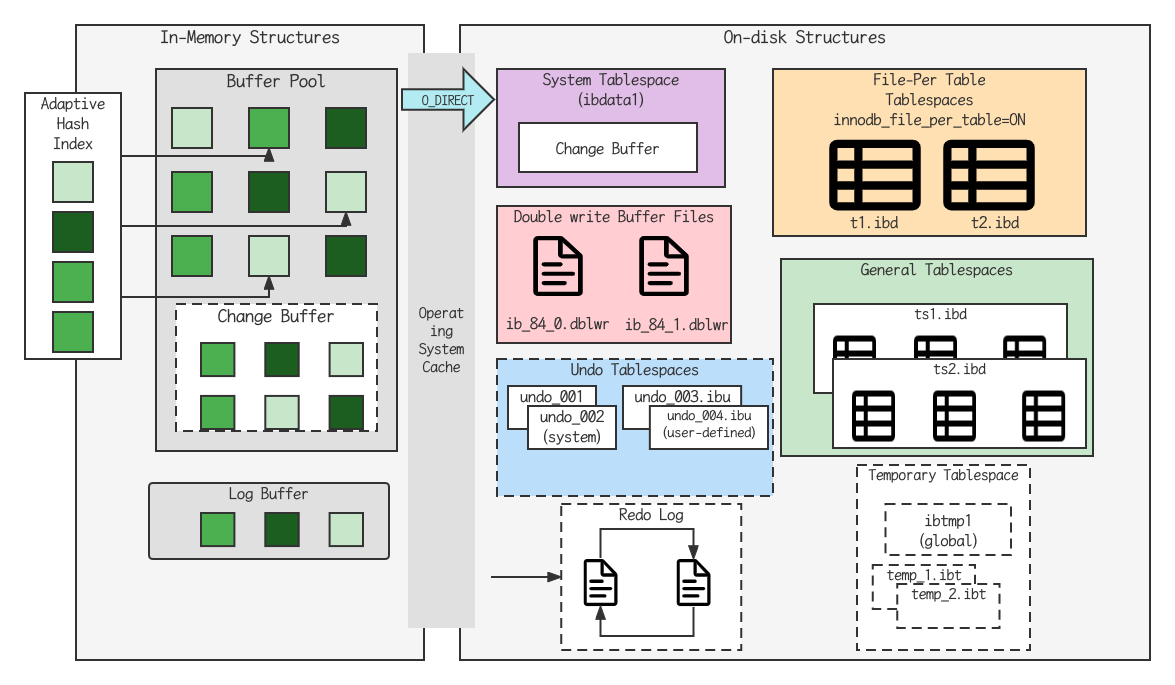 In-Memory Structures
Buffer Pool
Adaptive
Hash
Index
Change Buffer
Log Buffer
O_DIRECT
Operat
ing
System
Cache
On-disk Structures
System Tablespace
(ibdata1)
Change Buffer
Double write Buffer Files
ib_84_0.dblwr
ib_84_1.dblwr
Undo Tablespaces
undo_001
undo_002
(system)
undo_003.ibu
undo_004.ibu
(user-defined)
Redo Log
File-Per Table
Tablespaces
innodb_file_per_table=ON
t1.ibd
t2.ibd
General Tablespaces
ts1.ibd
ts2.ibd
Temporary Tablespace
ibtmp1
(global)
temp_1.ibt
temp_2.ibt